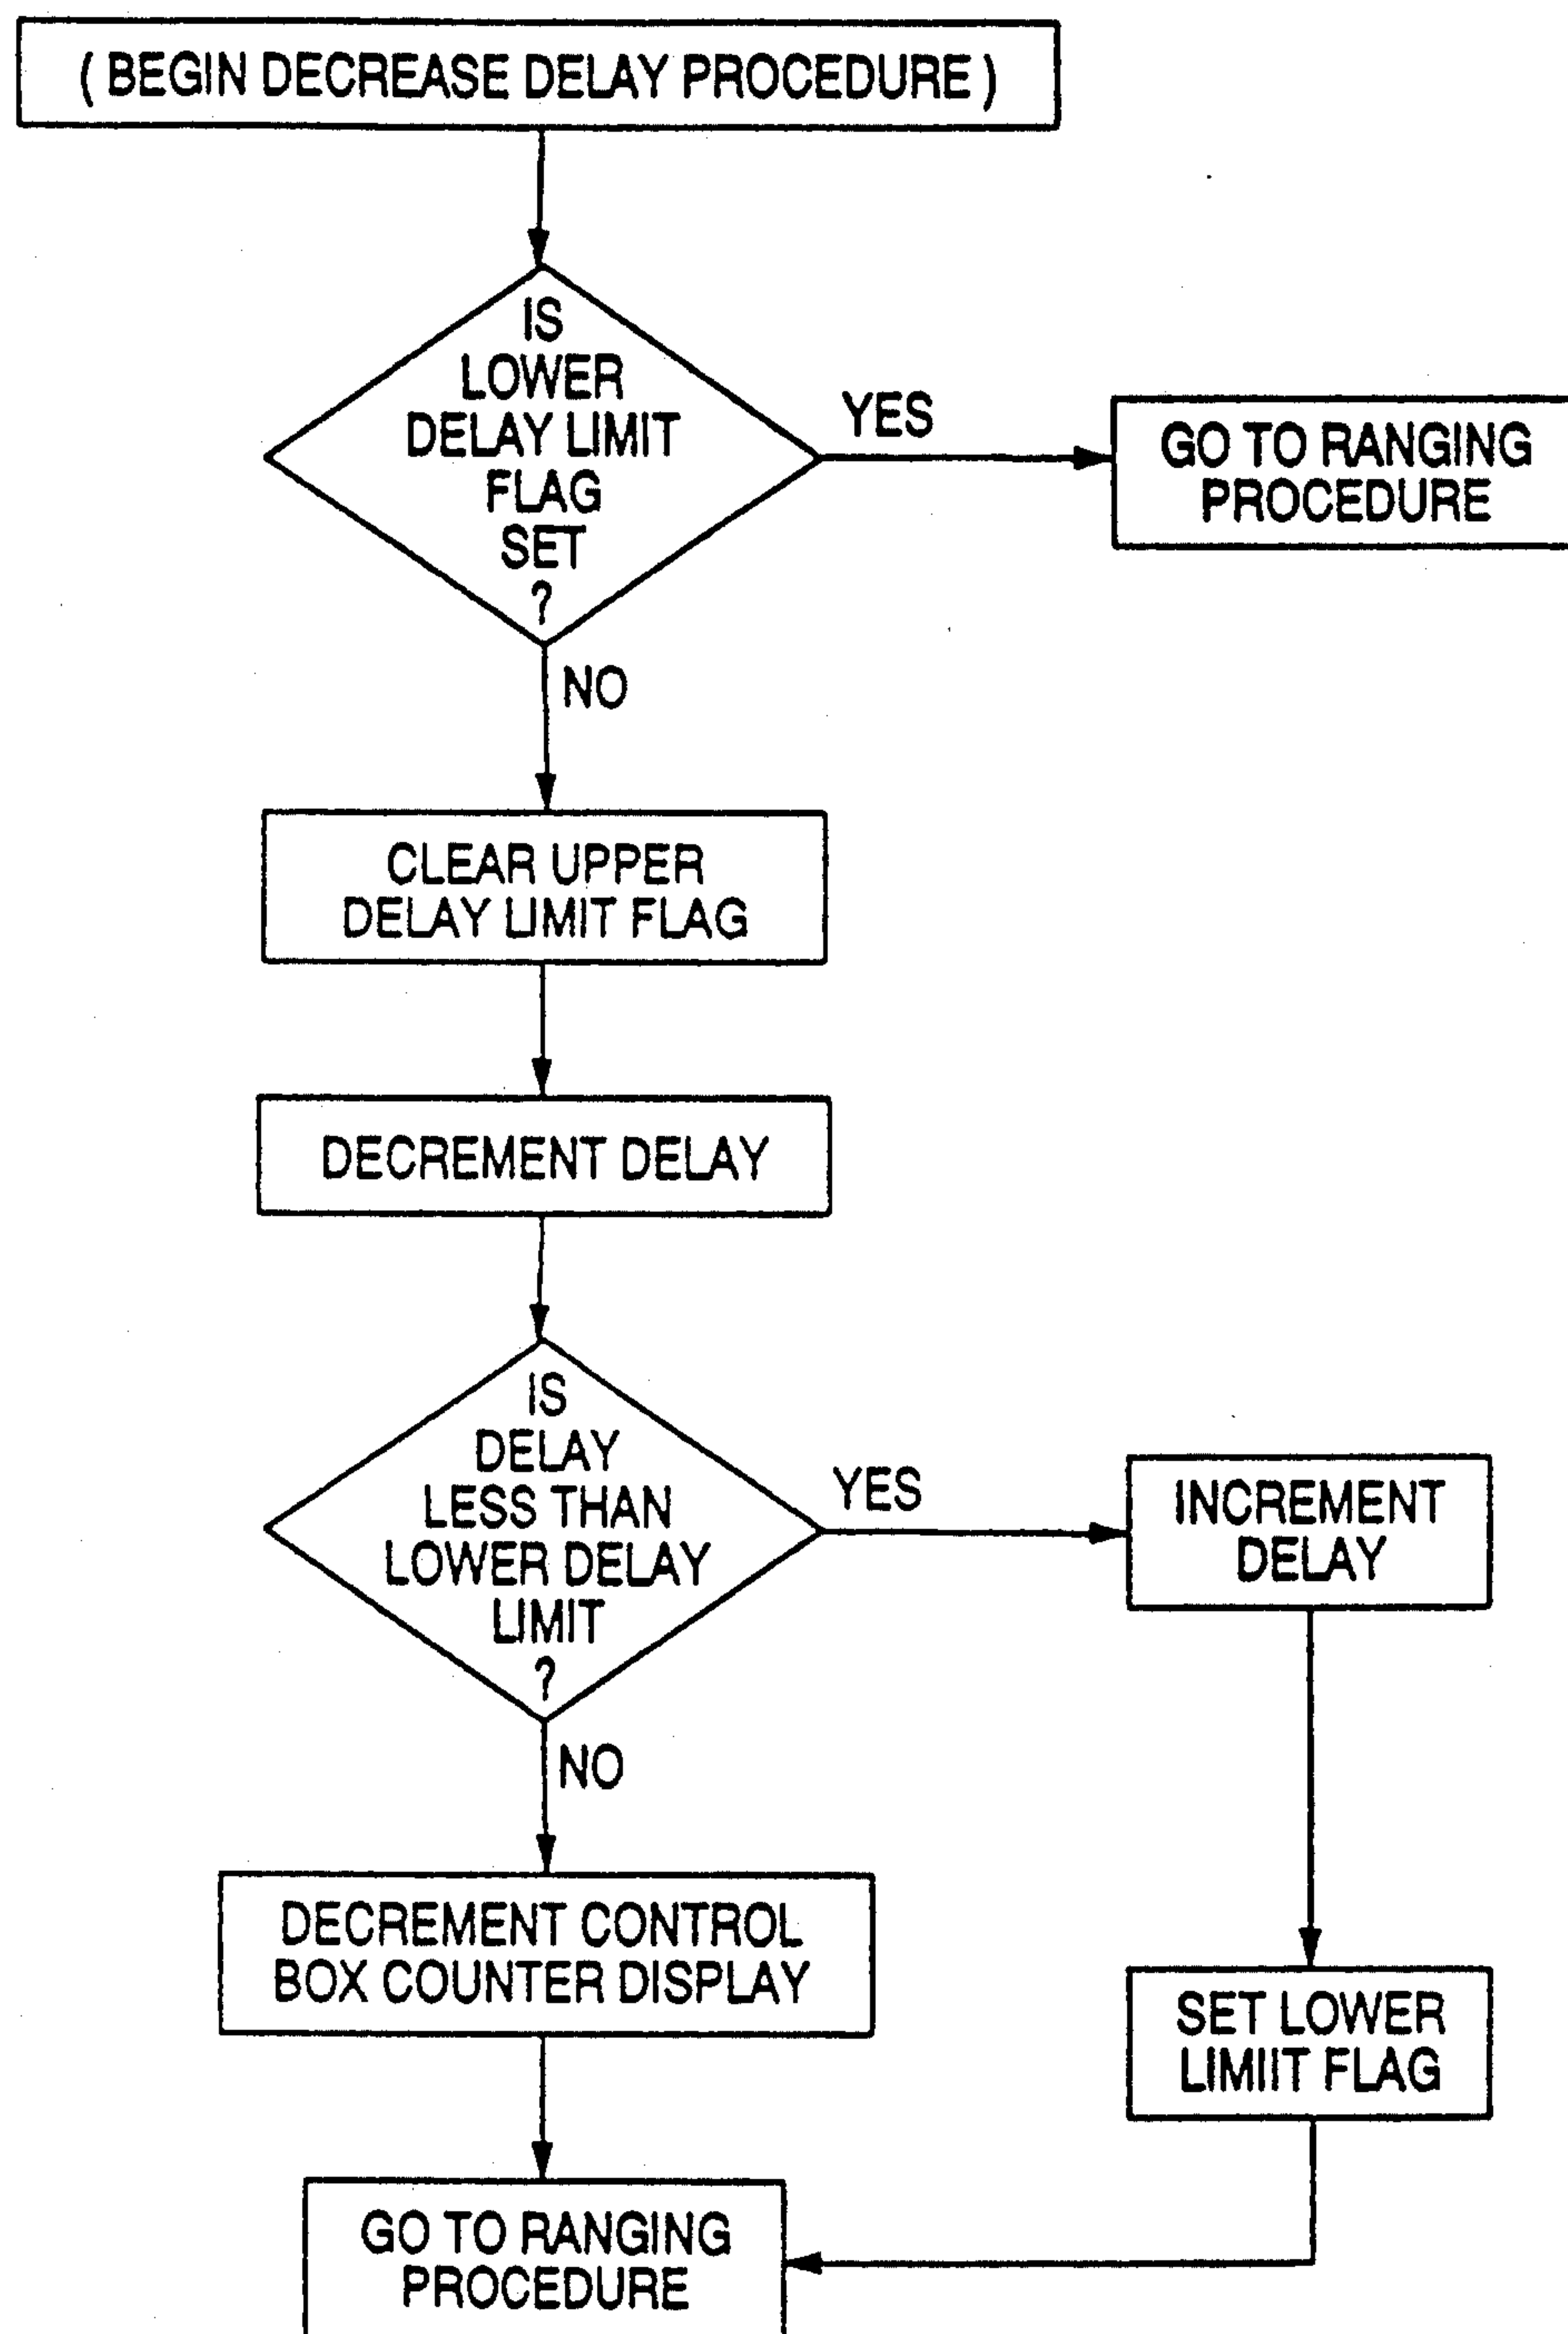 ( BEGIN DECREASE DELAY PROCEDURE )
IS
LOWER
DELAY LIMIT
FLAG
SET
?
YES
GO TO RANGING
PROCEDURE
NO
CLEAR UPPER
DELAY LIMIT FLAG
DECREMENT DELAY
IS
DELAY
LESS THAN
LOWER DELAY
LIMIT
?
YES
INCREMENT
DELAY
NO
DECREMENT CONTROL
BOX COUNTER DISPLAY
SET LOWER
LIMIIT FLAG
GO TO RANGING
PROCEDURE